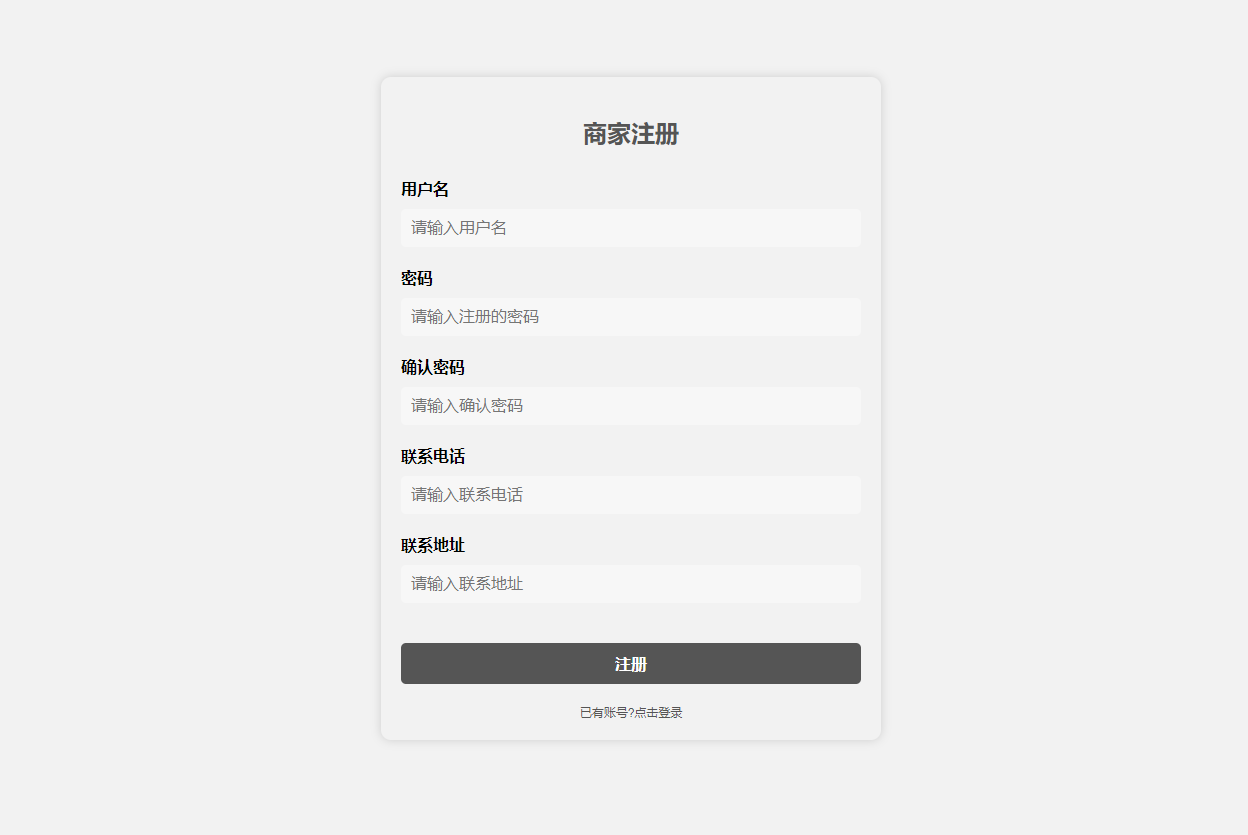 商家注册
用户名
请输入用户名
密码
请输入注册的密码
确认密码
请输入确认密码
联系电话
请输入联系电话
联系地址
请输入联系地址
注册
已有账号?点击登录